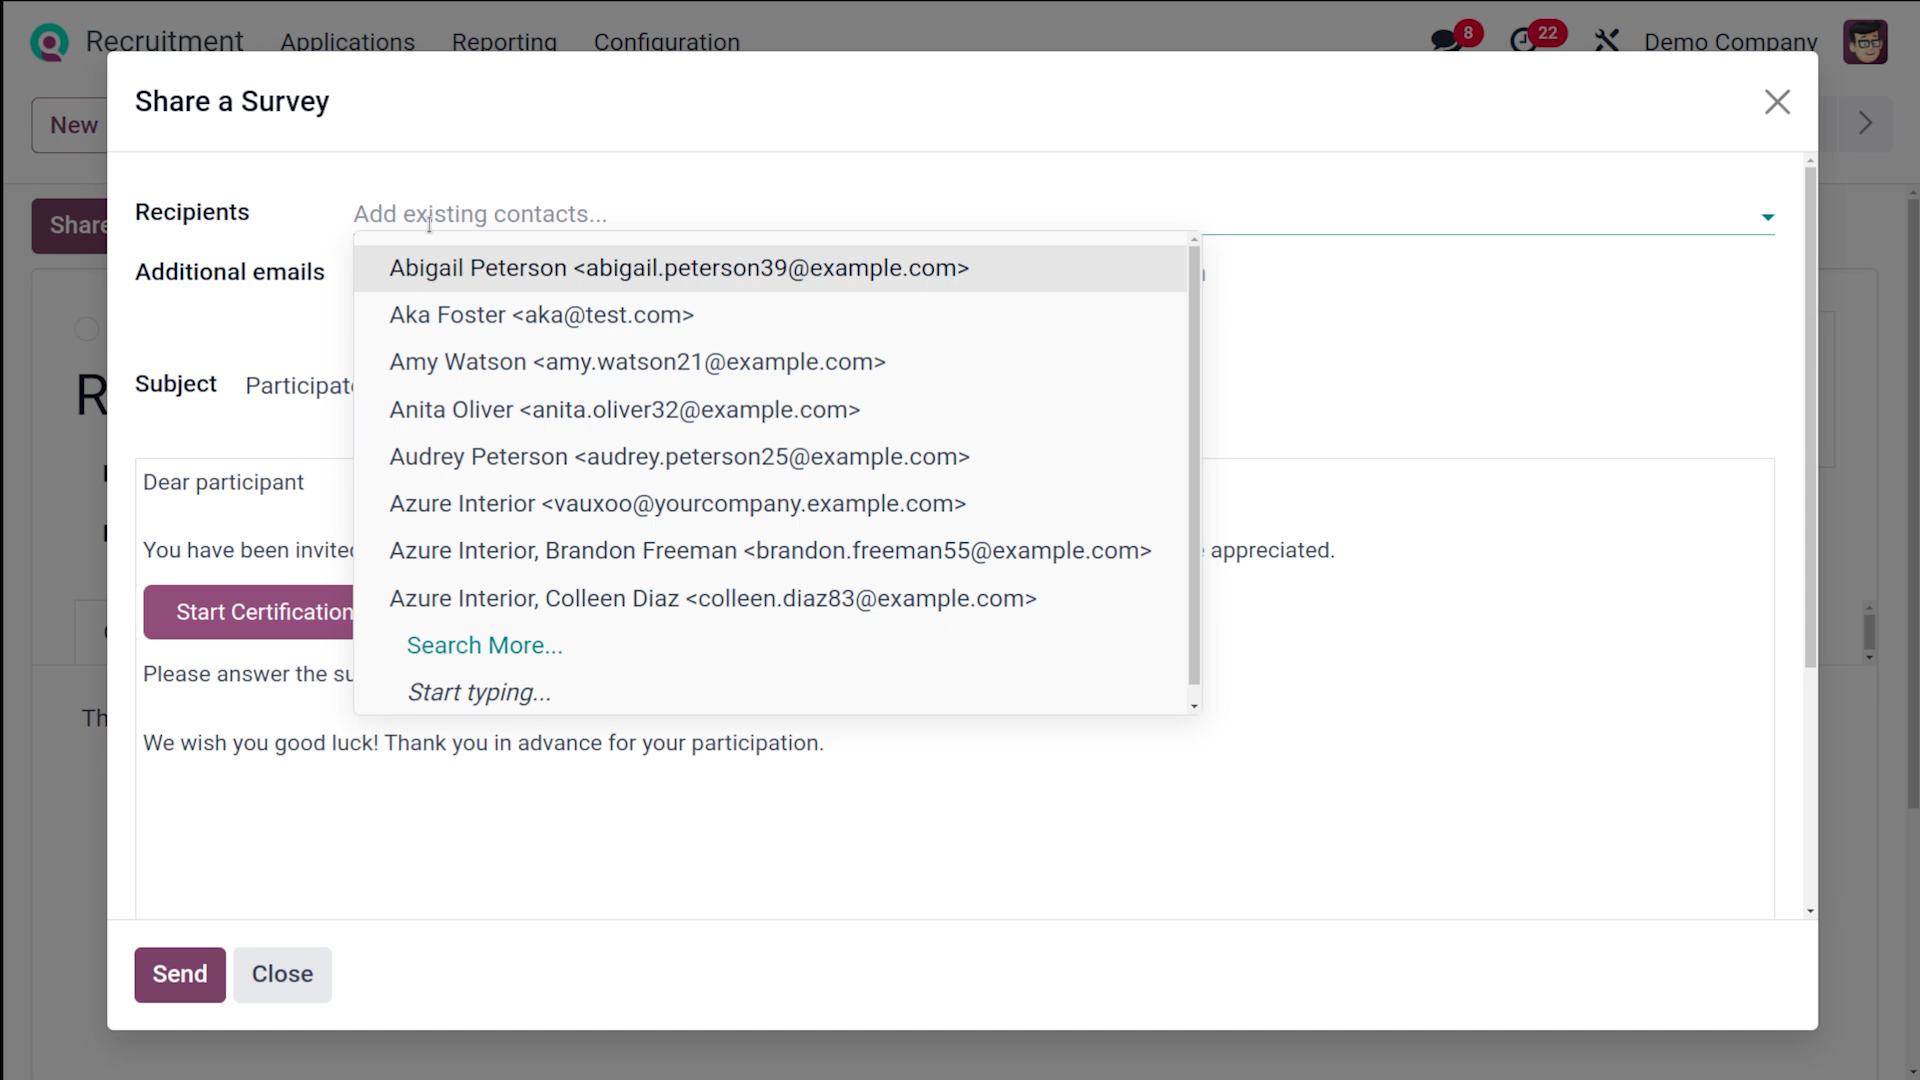 Recruitment Applications Reporting Configuration 8 22 Demo Company
Share a Survey
New
Recipients Add existing contacts...
Share
Abigail Peterson <abigail.peterson39@example.com>
Additional emails
Aka Foster <aka@test.com>
Amy Watson <amy.watson21@example.com>
Subject Participate
R
Anita Oliver <anita.oliver32@example.com>
Audrey Peterson <audrey.peterson25@example.com>
Dear participant
Azure Interior <vauxoo@yourcompany.example.com>
You have been invited
Azure Interior, Brandon Freeman <brandon.freeman55@example.com>
appreciated.
Azure Interior, Colleen Diaz <colleen.diaz83@example.com>
Start Certification
Search More...
Please answer the su
Start typing...
Th
We wish you good luck! Thank you in advance for your participation.
Send Close